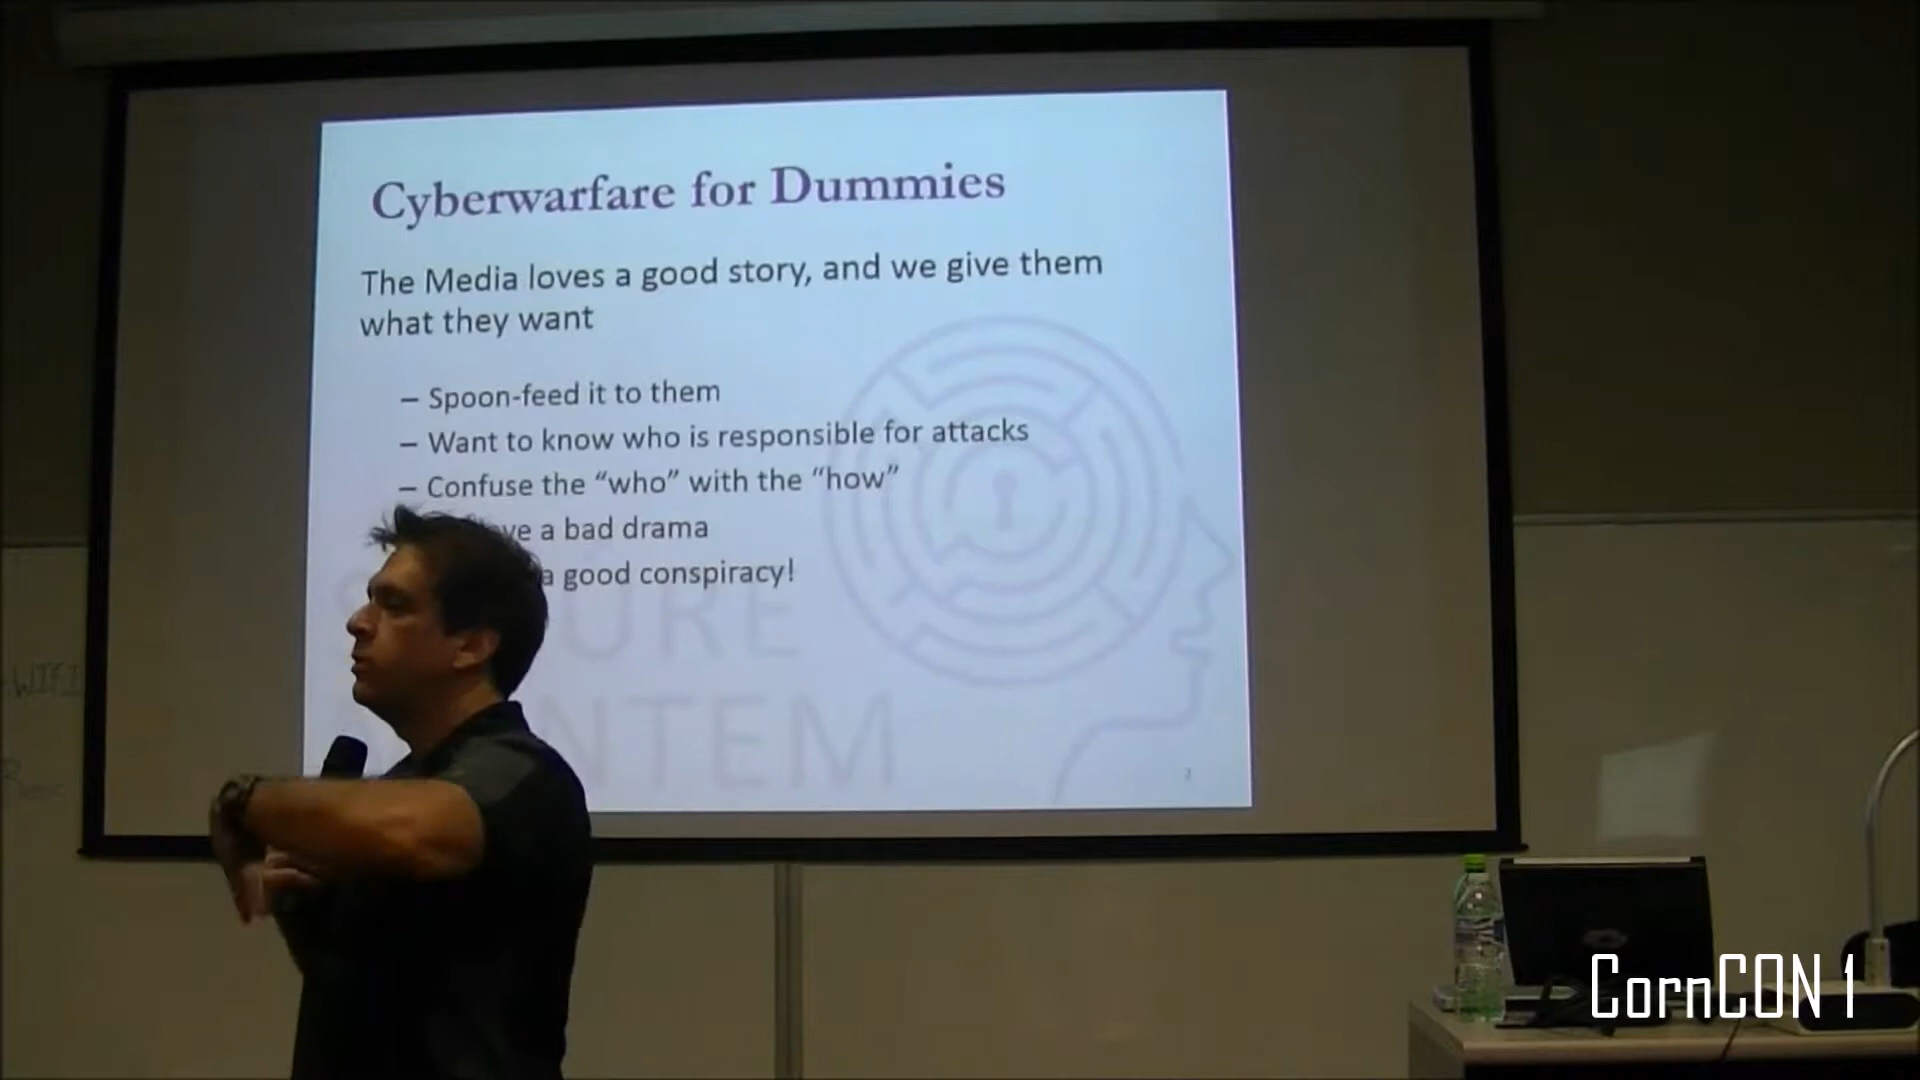 Cyberwarfare for Dummies
The Media loves a good story, and we give them
what they want
– Spoon-feed it to them
– Want to know who is responsible for attacks
– Confuse the “who” with the “how”
a bad drama
a good conspiracy!
WIFI
CornCON 1